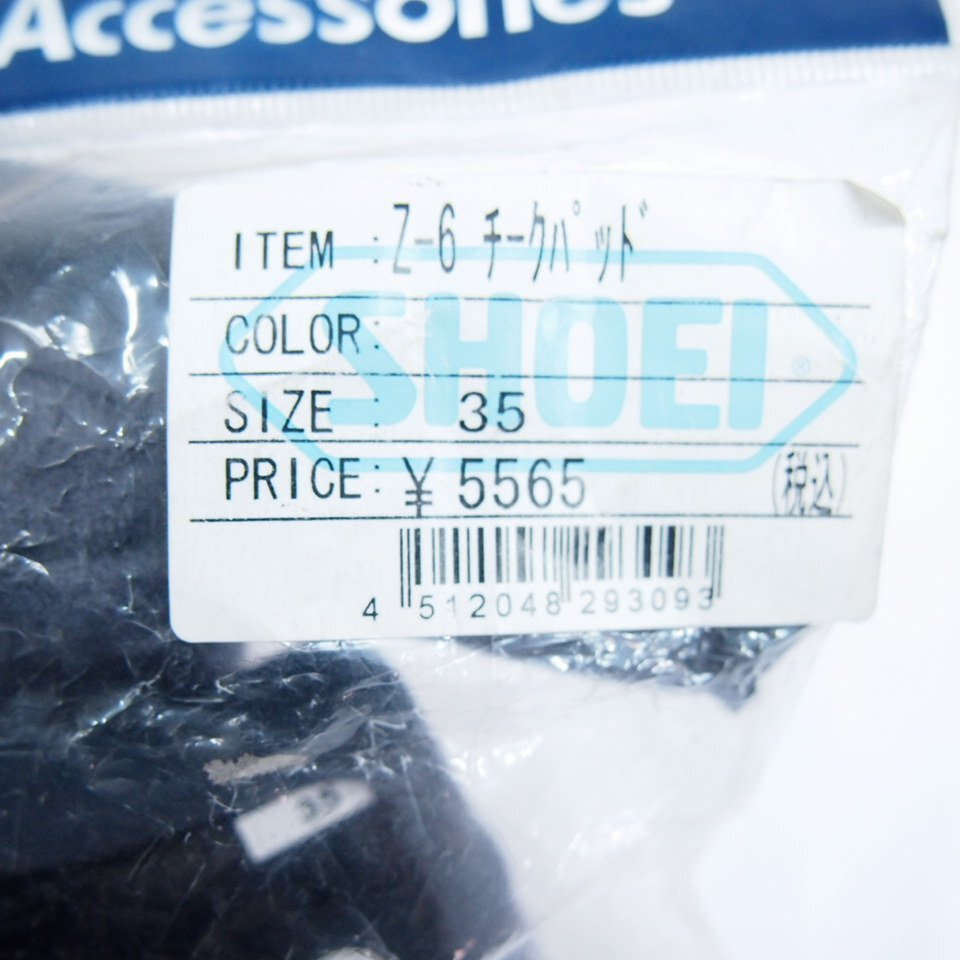 Accessories
ITEM :Z-6 チークパッド
SHOEI®
COLOR:
SIZE : 35
PRICE:¥5565 (税込)
4 512048 293093
35